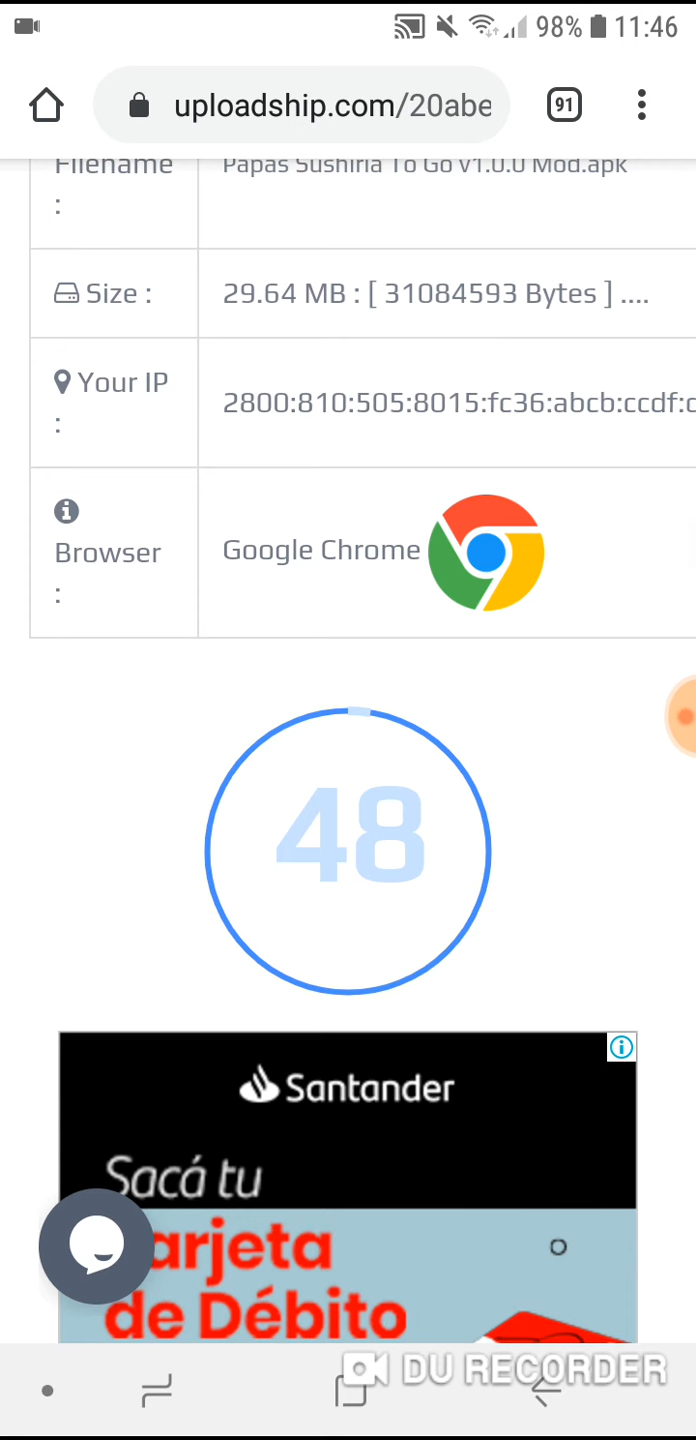 98% 11:46
uploadship.com/20abe
91
Filename
:
Papas Sushiria To Go v1.0.0 Mod.apk
Size :
29.64 MB : [ 31084593 Bytes ] ....
Your IP
:
2800:810:505:8015:fc36:abcb:ccdf:c
Browser
:
Google Chrome
48
Santander
Sacá tu
arjeta
de Débito
DU RECORDER